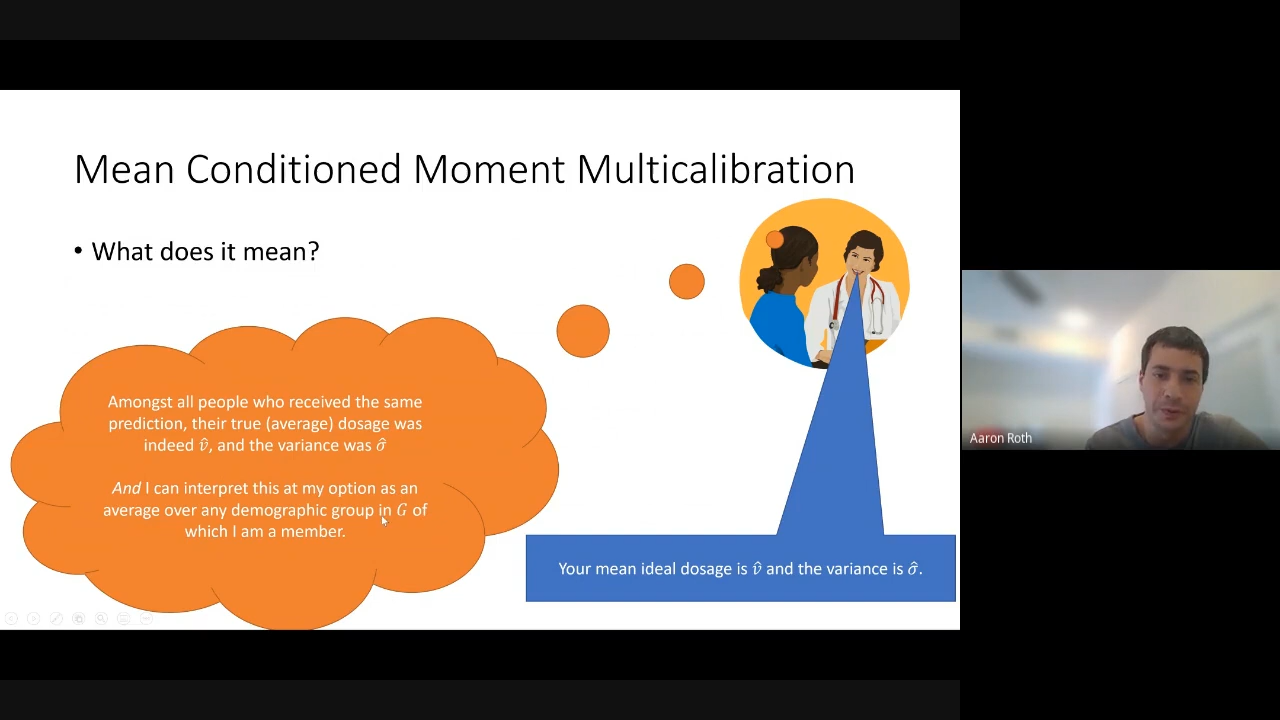 Mean Conditioned Moment Multicalibration
• What does it mean?
Amongst all people who received the same
prediction, their true (average) dosage was
indeed v̂, and the variance was σ̂
And I can interpret this at my option as an
average over any demographic group in G of
which I am a member.
Your mean ideal dosage is v̂ and the variance is σ̂.
Aaron Roth